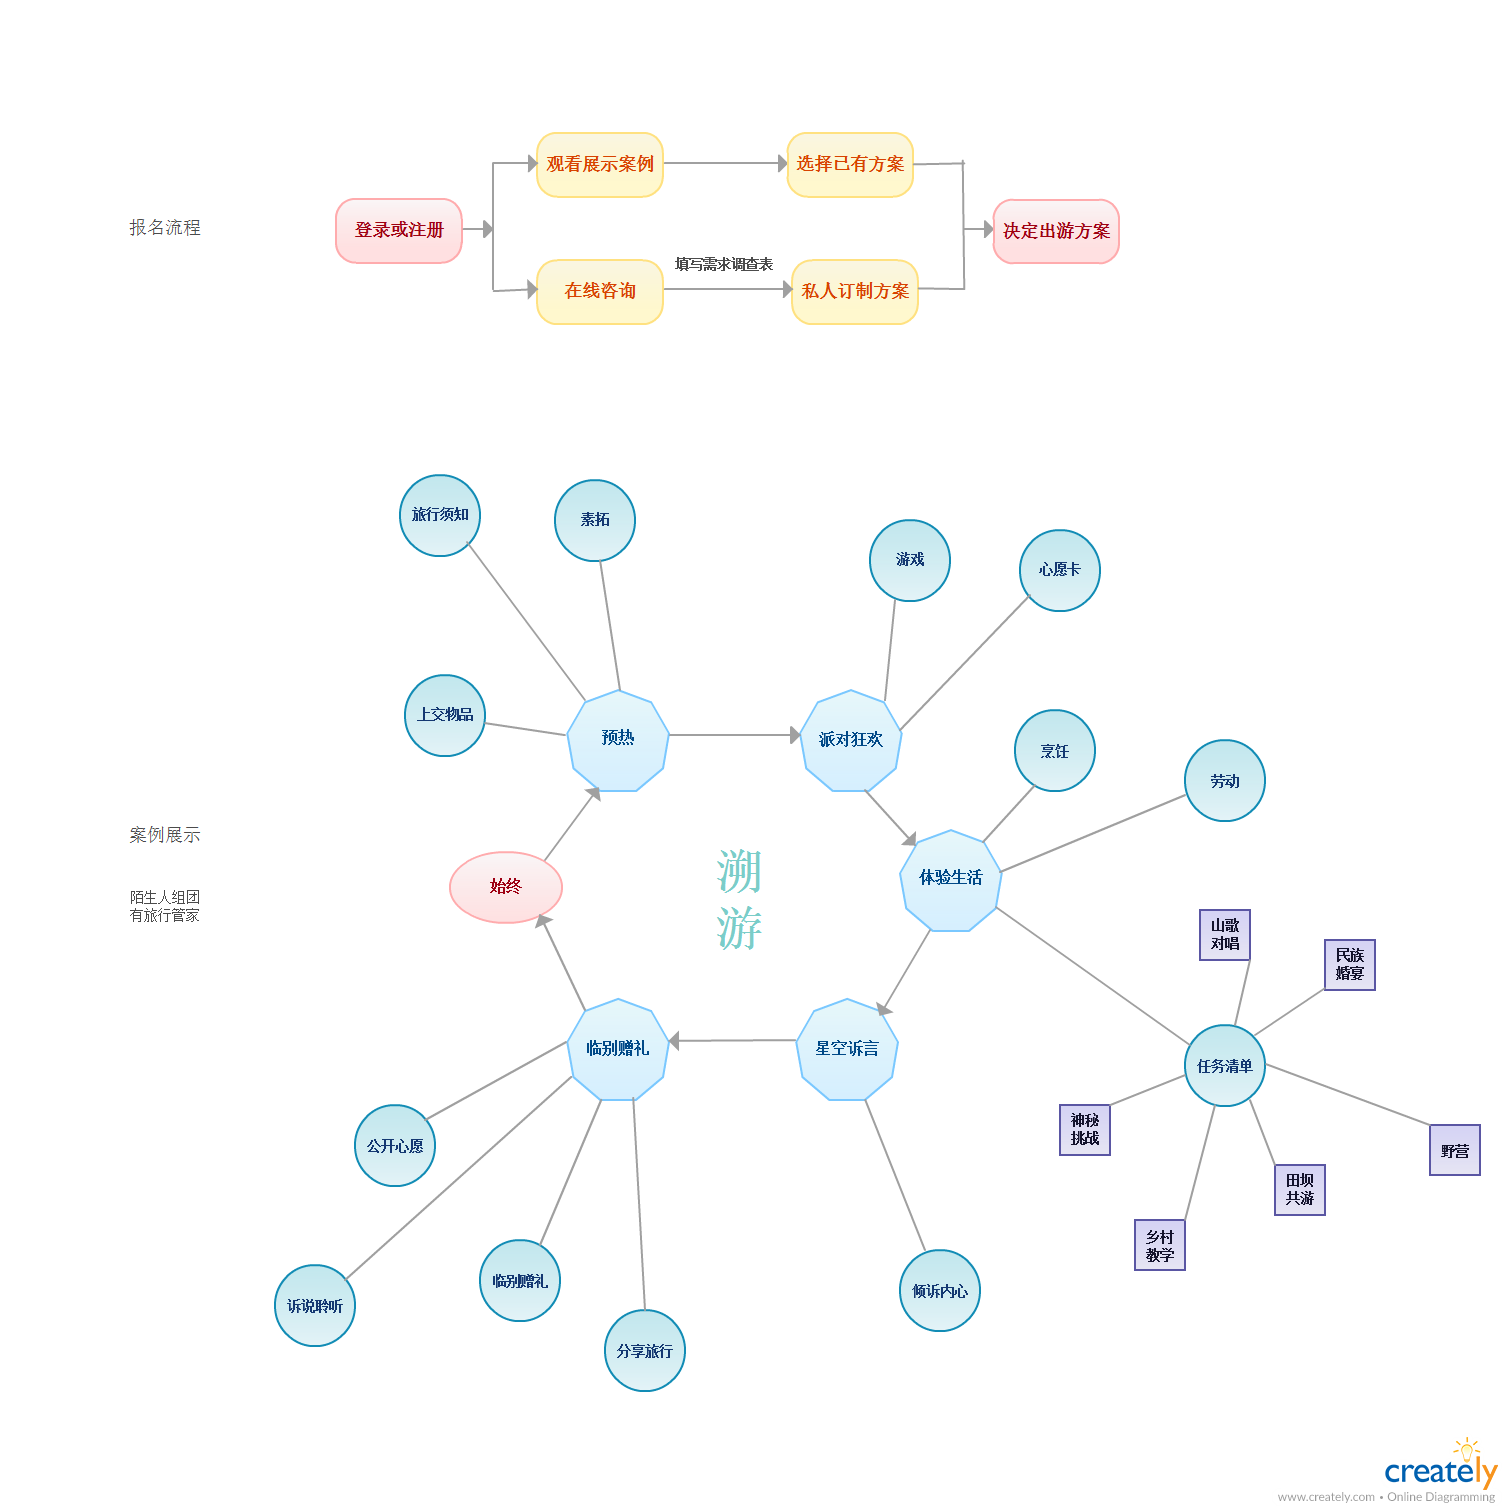 观看展示案例
选择已有方案
报名流程
登录或注册
决定出游方案
填写需求调查表
在线咨询
私人订制方案
旅行须知
素拓
游戏
心愿卡
上交物品
预热
派对狂欢
烹饪
劳动
案例展示
陌生人组团
有旅行管家
始终
溯
游
体验生活
山歌
对唱
民族
婚宴
临别赠礼
星空诉言
任务清单
神秘
挑战
野营
田坝
共游
乡村
教学
公开心愿
诉说聆听
临别赠礼
分享旅行
倾诉内心
creately
www.creately.com • Online Diagramming